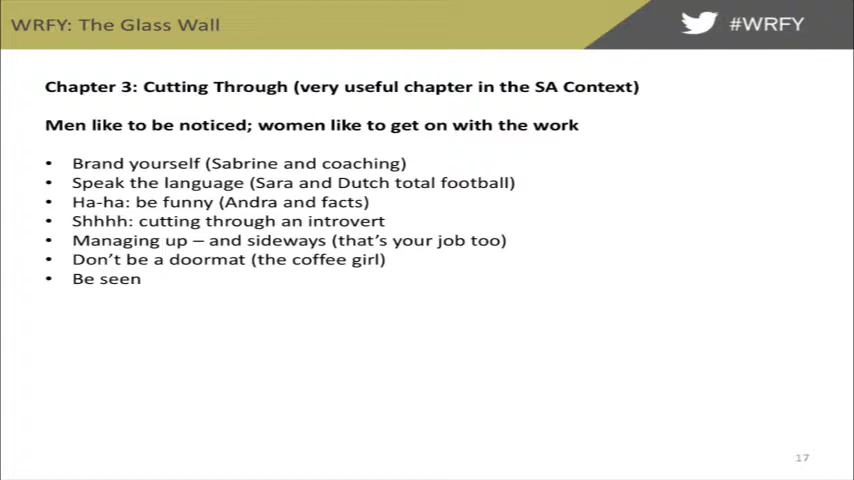 WRFY: The Glass Wall
#WRFY
Chapter 3: Cutting Through (very useful chapter in the SA Context)
Men like to be noticed; women like to get on with the work
• Brand yourself (Sabrine and coaching)
• Speak the language (Sara and Dutch total football)
• Ha-ha: be funny (Andra and facts)
• Shhhh: cutting through an introvert
• Managing up – and sideways (that's your job too)
• Don't be a doormat (the coffee girl)
• Be seen
17